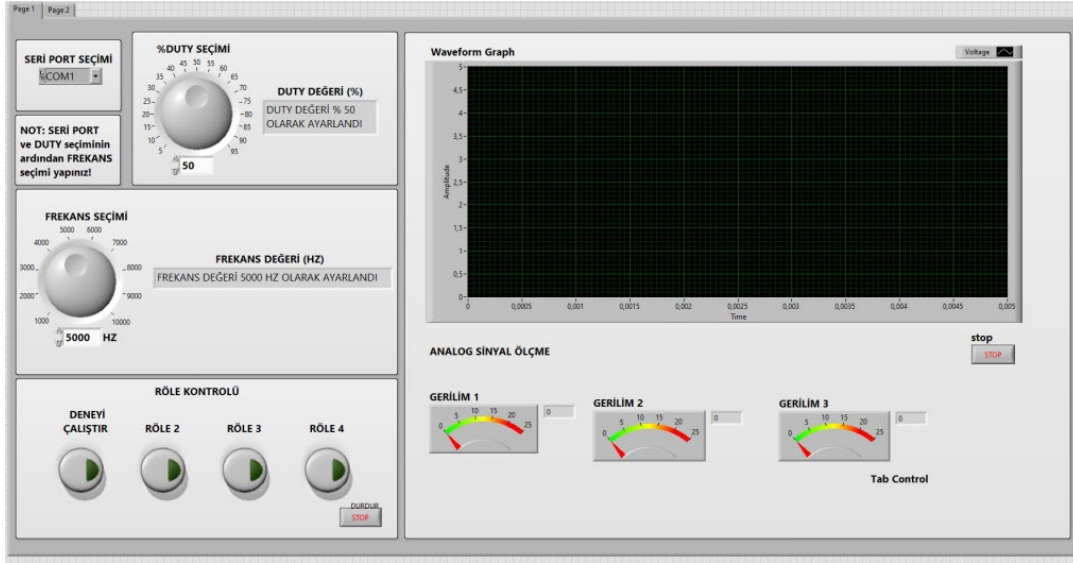 Page 1 Page 2
SERİ PORT SEÇİMİ
COM1
NOT: SERİ PORT
ve DUTY seçiminin
ardından FREKANS
seçimi yapınız!
%DUTY SEÇİMİ
5 10 15 20 25 30 35 40 45 50 55 60 65 70 75 80 85 90 95
50
DUTY DEĞERİ (%)
DUTY DEĞERİ % 50
OLARAK AYARLANDI
FREKANS SEÇİMİ
1000 2000 3000 4000 5000 6000 7000 8000 9000 10000
5000 HZ
FREKANS DEĞERİ (HZ)
FREKANS DEĞERİ 5000 HZ OLARAK AYARLANDI
RÖLE KONTROLÜ
DENEYİ
ÇALIŞTIR
RÖLE 2
RÖLE 3
RÖLE 4
DURDUR
STOP
Waveform Graph
Voltage
Amplitude
5
4,5
4
3,5
3
2,5
2
1,5
1
0,5
0
0 0,0005 0,001 0,0015 0,002 0,0025 0,003 0,0035 0,004 0,0045 0,005
Time
ANALOG SİNYAL ÖLÇME
stop
STOP
GERİLİM 1
0 5 10 15 20 25
0
GERİLİM 2
0 5 10 15 20 25
0
GERİLİM 3
0 5 10 15 20 25
0
Tab Control